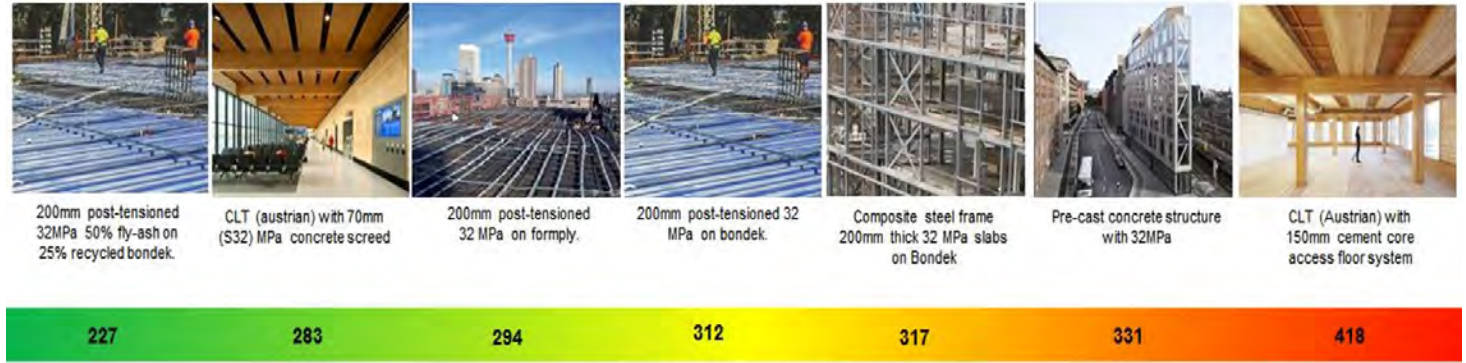 200mm post-tensioned
32MPa 50% fly-ash on
25% recycled bondek.
CLT (austrian) with 70mm
(S32) MPa concrete screed
200mm post-tensioned
32 MPa on formply.
200mm post-tensioned 32
MPa on bondek.
Composite steel frame
200mm thick 32 MPa slabs
on Bondek
Pre-cast concrete structure
with 32MPa
CLT (Austrian) with
150mm cement core
access floor system
227
283
294
312
317
331
418